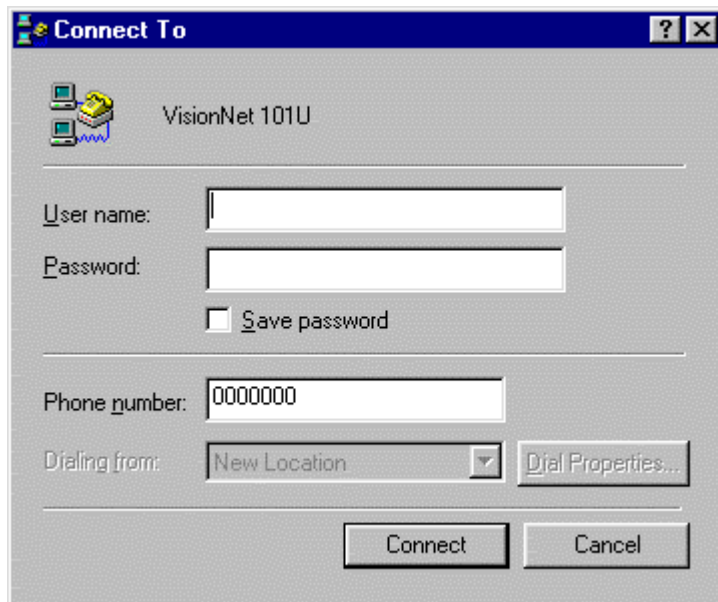 Connect To
VisionNet 101U
User name:
Password:
Save password
Phone number: 0000000
Dialing from: New Location Dial Properties...
Connect Cancel